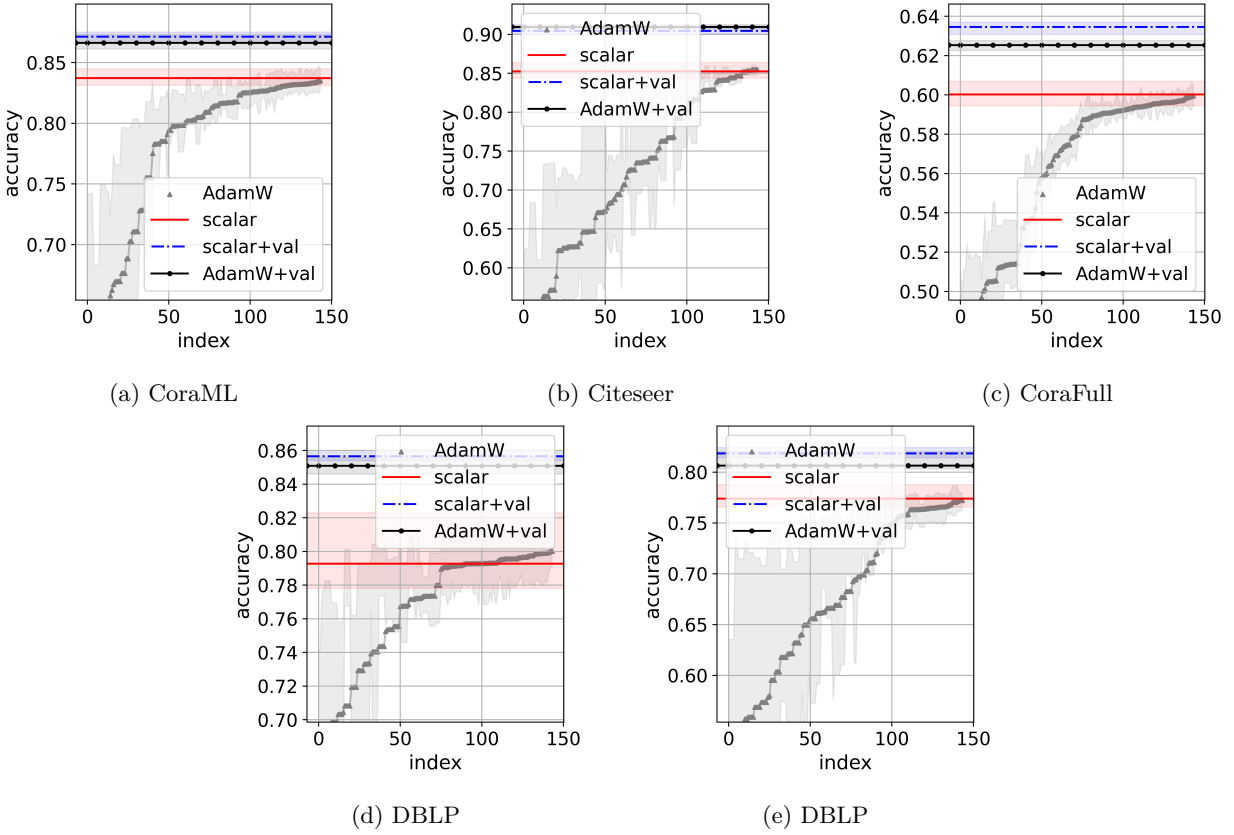 accuracy
0.85
0.80
0.75
0.70
AdamW
scalar
scalar+val
AdamW+val
0 50 100 150
index
(a) CoraML
accuracy
0.90
0.85
0.80
0.75
0.70
0.65
0.60
AdamW
scalar
scalar+val
AdamW+val
0 50 100 150
index
(b) Citeseer
accuracy
0.64
0.62
0.60
0.58
0.56
0.54
0.52
0.50
AdamW
scalar
scalar+val
AdamW+val
0 50 100 150
index
(c) CoraFull
accuracy
0.86
0.84
0.82
0.80
0.78
0.76
0.74
0.72
0.70
AdamW
scalar
scalar+val
AdamW+val
0 50 100 150
index
(d) DBLP
accuracy
0.80
0.75
0.70
0.65
0.60
AdamW
scalar
scalar+val
AdamW+val
0 50 100 150
index
(e) DBLP